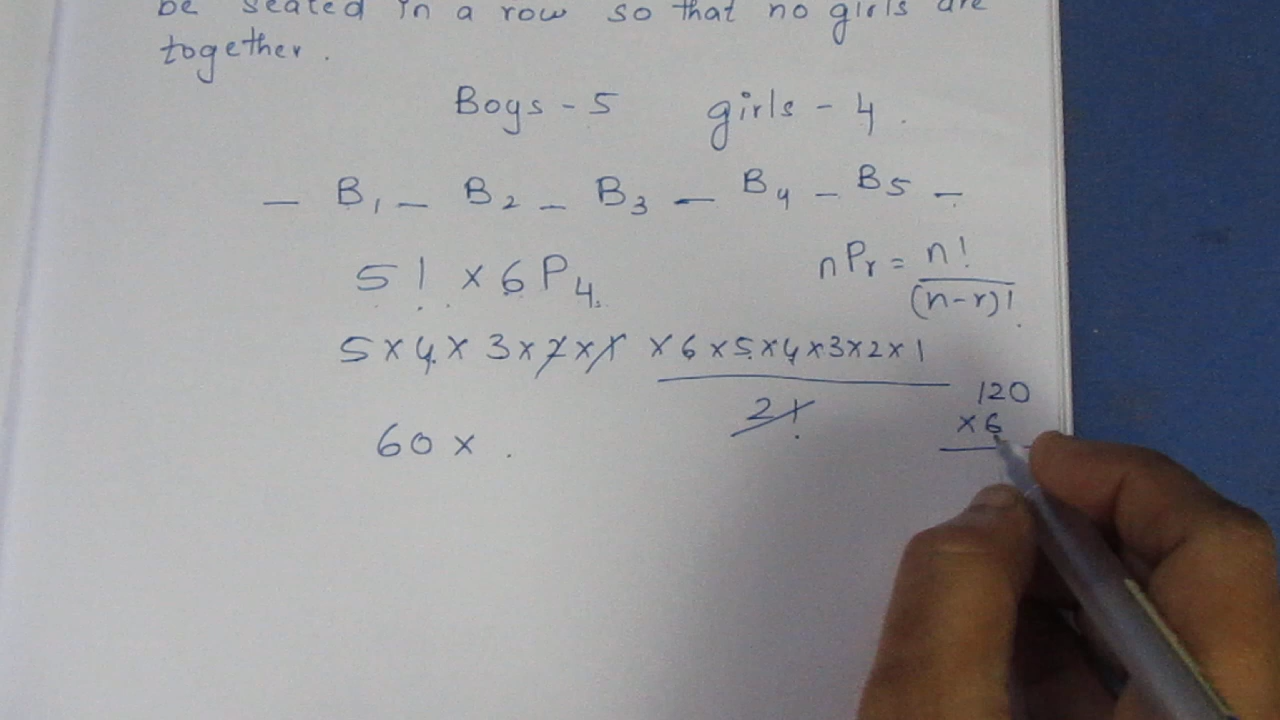 be seated in a row so that no girls are
together.
Boys - 5 girls - 4.
_ B1 _ B2 _ B3 _ B4 _ B5 _
5! × 6P4. nPr = n! / (n-r)!
5 × 4 × 3 × 2 × 1 × 6 × 5 × 4 × 3 × 2 × 1
2!
120
× 6
60 × .